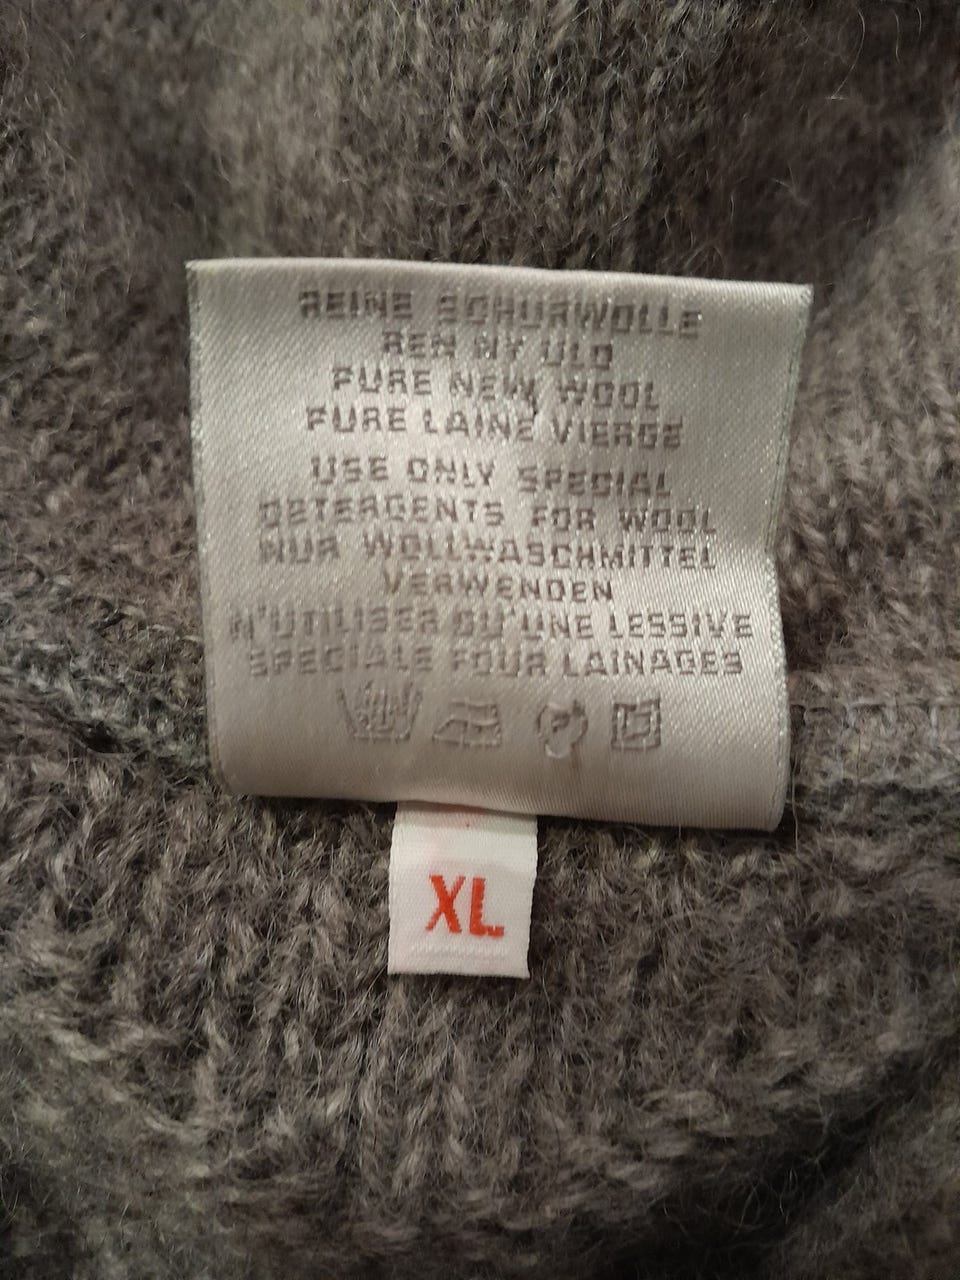 REINE SCHURWOLLE
REN NY ULD
PURE NEW WOOL
PURE LAINE VIERGE
USE ONLY SPECIAL
DETERGENTS FOR WOOL
NUR WOLLWASCHMITTEL
VERWENDEN
N'UTILISER QU'UNE LESSIVE
SPECIALE POUR LAINAGES
P
XL